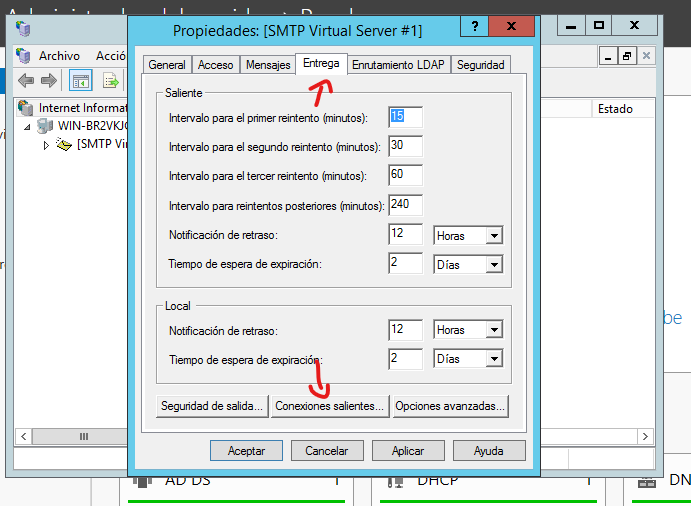 Propiedades: [SMTP Virtual Server #1]
?
x
Archivo
Acció
General
Acceso
Mensajes
Entrega
Enrutamiento LDAP
Seguridad
Internet Informat
WIN-BR2VKJ
[SMTP Vi
Estado
Saliente
Intervalo para el primer reintento (minutos): 15
Intervalo para el segundo reintento (minutos): 30
Intervalo para el tercer reintento (minutos): 60
Intervalo para reintentos posteriores (minutos): 240
Notificación de retraso: 12 Horas
Tiempo de espera de expiración: 2 Días
Local
Notificación de retraso: 12 Horas
Tiempo de espera de expiración: 2 Días
be
Seguridad de salida...
Conexiones salientes...
Opciones avanzadas...
Aceptar
Cancelar
Aplicar
Ayuda
AD DS
1
DHCP
1
DN